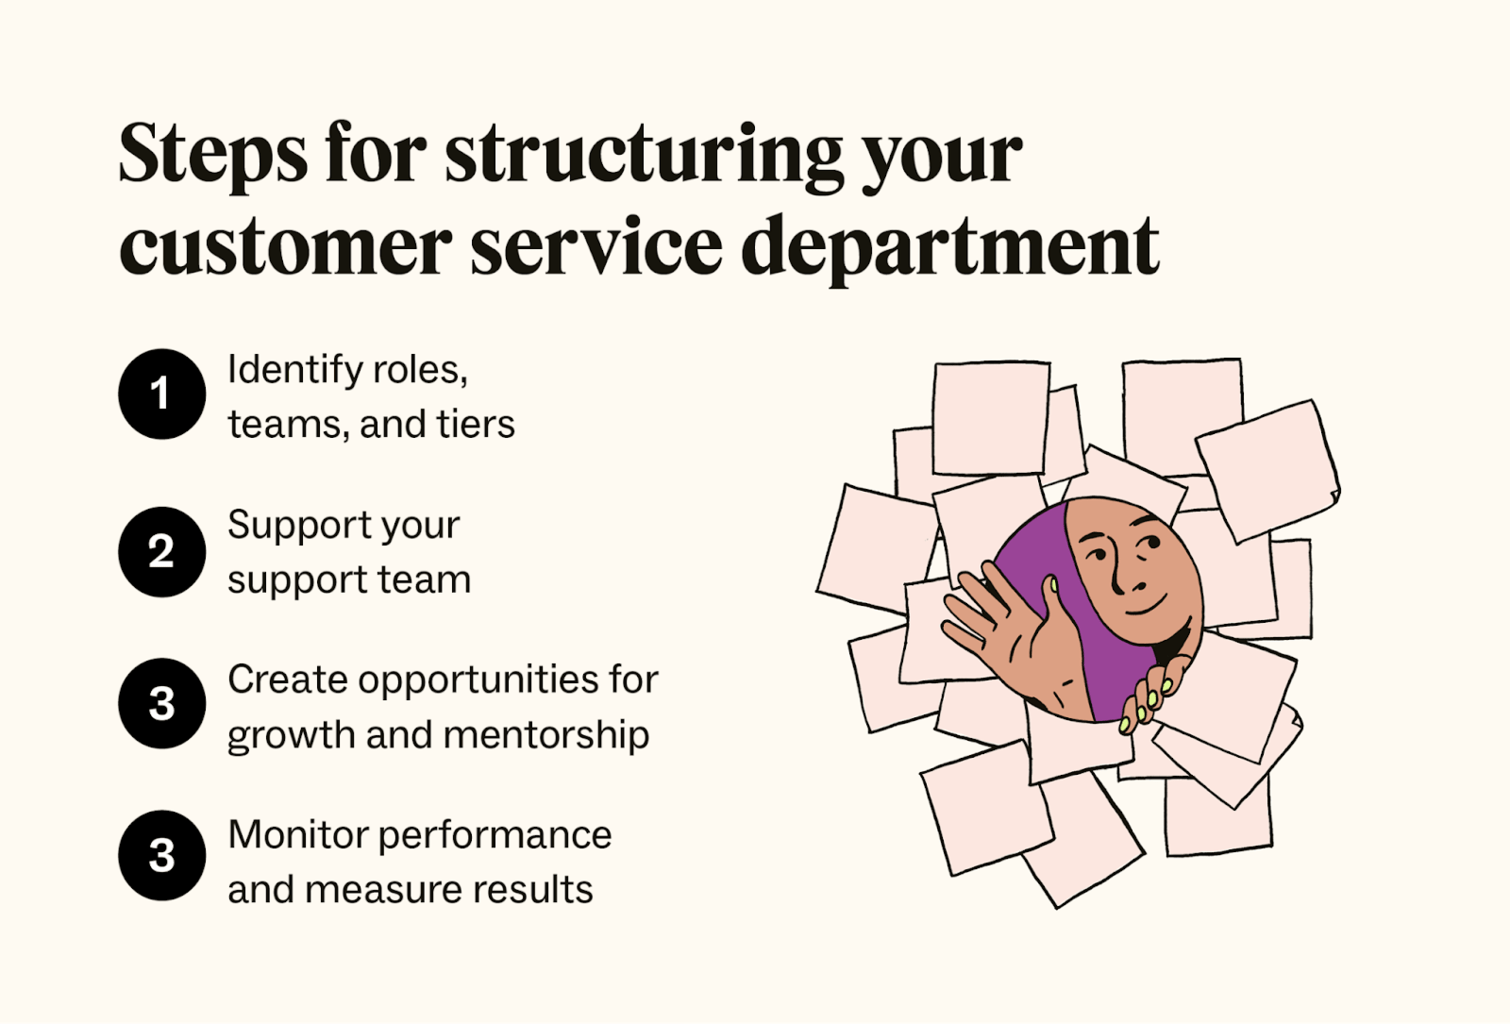 Steps for structuring your
customer service department
1
Identify roles,
teams, and tiers
2
Support your
support team
3
Create opportunities for
growth and mentorship
3
Monitor performance
and measure results